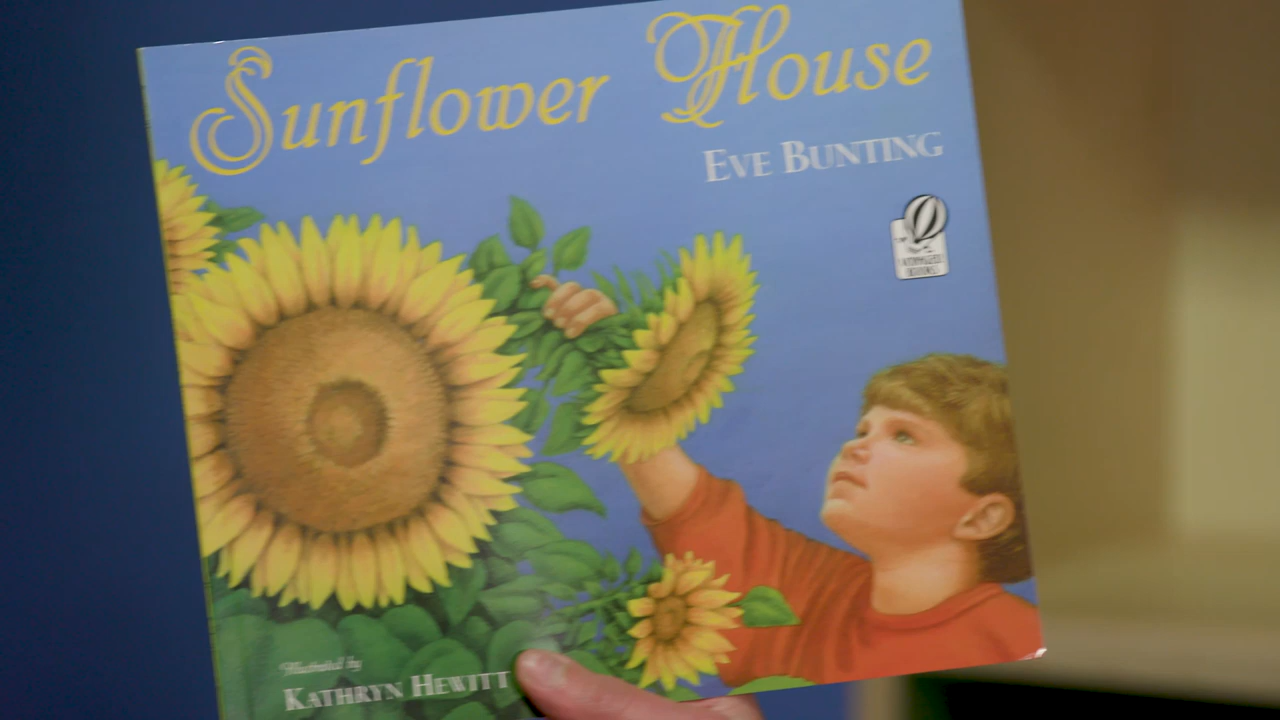 Sunflower House
EVE BUNTING
Illustrated by
KATHRYN HEWITT